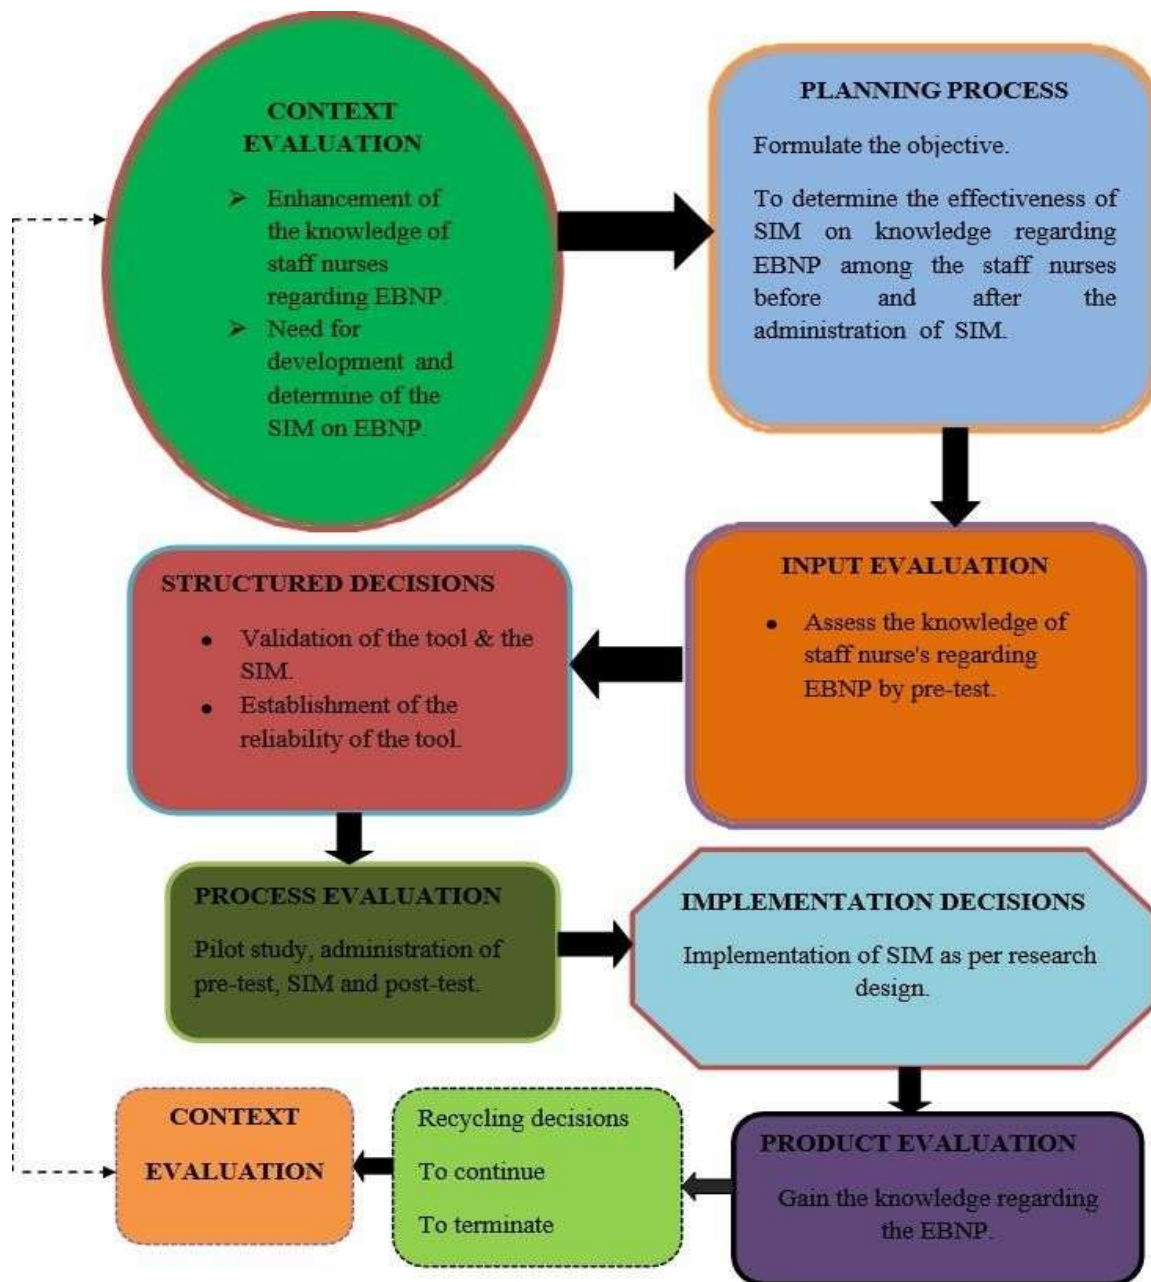 CONTEXT
EVALUATION
➢ Enhancement of
the knowledge of
staff nurses
regarding EBNP.
➢ Need for
development and
determine of the
SIM on EBNP.
PLANNING PROCESS
Formulate the objective.
To determine the effectiveness of
SIM on knowledge regarding
EBNP among the staff nurses
before and after the
administration of SIM.
INPUT EVALUATION
● Assess the knowledge of
staff nurse's regarding
EBNP by pre-test.
STRUCTURED DECISIONS
● Validation of the tool & the
SIM.
● Establishment of the
reliability of the tool.
PROCESS EVALUATION
Pilot study, administration of
pre-test, SIM and post-test.
IMPLEMENTATION DECISIONS
Implementation of SIM as per research
design.
PRODUCT EVALUATION
Gain the knowledge regarding
the EBNP.
Recycling decisions
To continue
To terminate
CONTEXT
EVALUATION